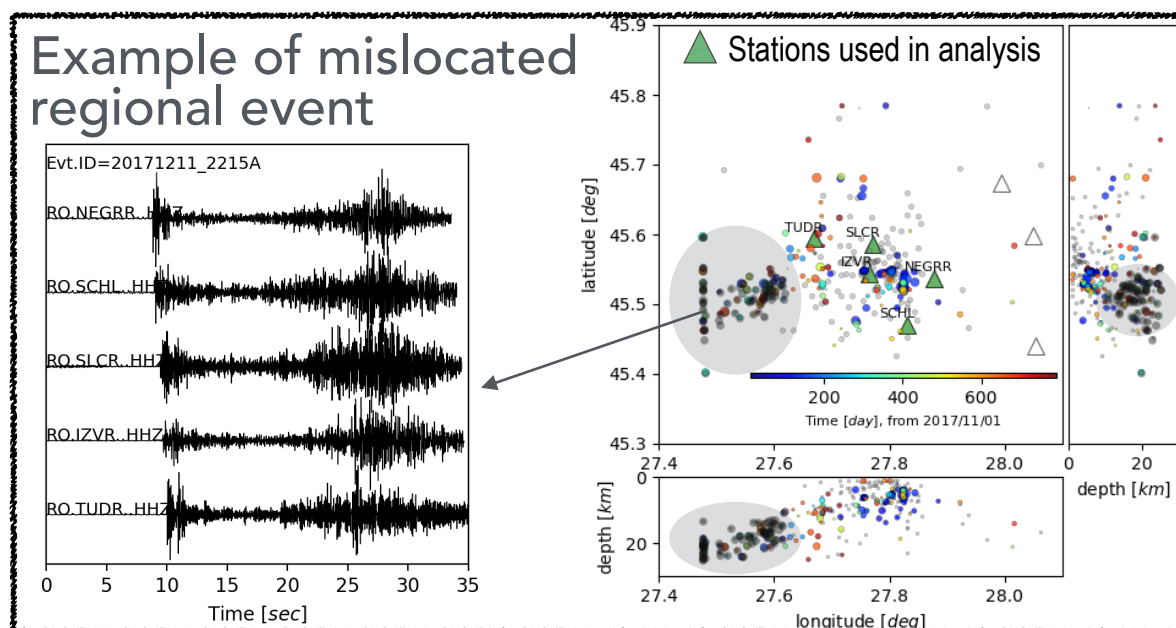 Example of mislocated
regional event
Evt.ID=20171211_2215A
RO.NEGRR..HHZ
RO.SCHL..HHZ
RO.SLCR..HHZ
RO.IZVR..HHZ
RO.TUDR..HHZ
0 5 10 15 20 25 30 35
Time [sec]
Stations used in analysis
45.9
45.8
45.7
45.6
45.5
45.4
45.3
latitude [deg]
TUDR
SLCR
IZVR
NEGRR
SCHL
200 400 600
Time [day], from 2017/11/01
27.4 27.6 27.8 28.0
0 20
depth [km]
0
20
depth [km]
27.4 27.6 27.8 28.0
longitude [deg]